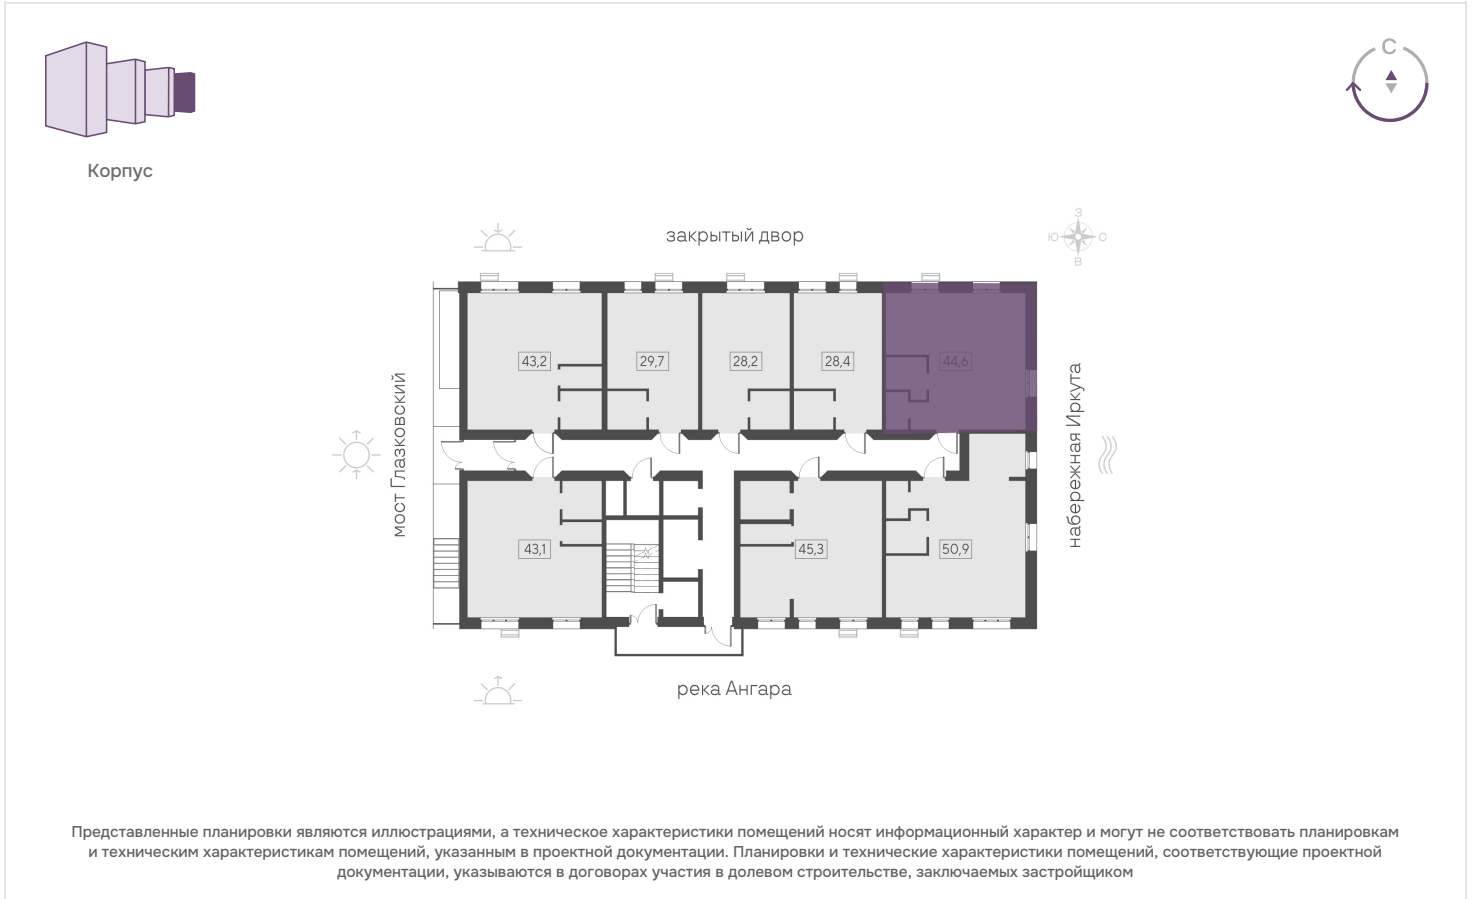 С
Корпус
закрытый двор
З
Ю
С
В
43,2
29,7
28,2
28,4
44,6
мост Глазковский
набережная Иркута
43,1
45,3
50,9
река Ангара
Представленные планировки являются иллюстрациями, а техническое характеристики помещений носят информационный характер и могут не соответствовать планировкам
и техническим характеристикам помещений, указанным в проектной документации. Планировки и технические характеристики помещений, соответствующие проектной
документации, указываются в договорах участия в долевом строительстве, заключаемых застройщиком